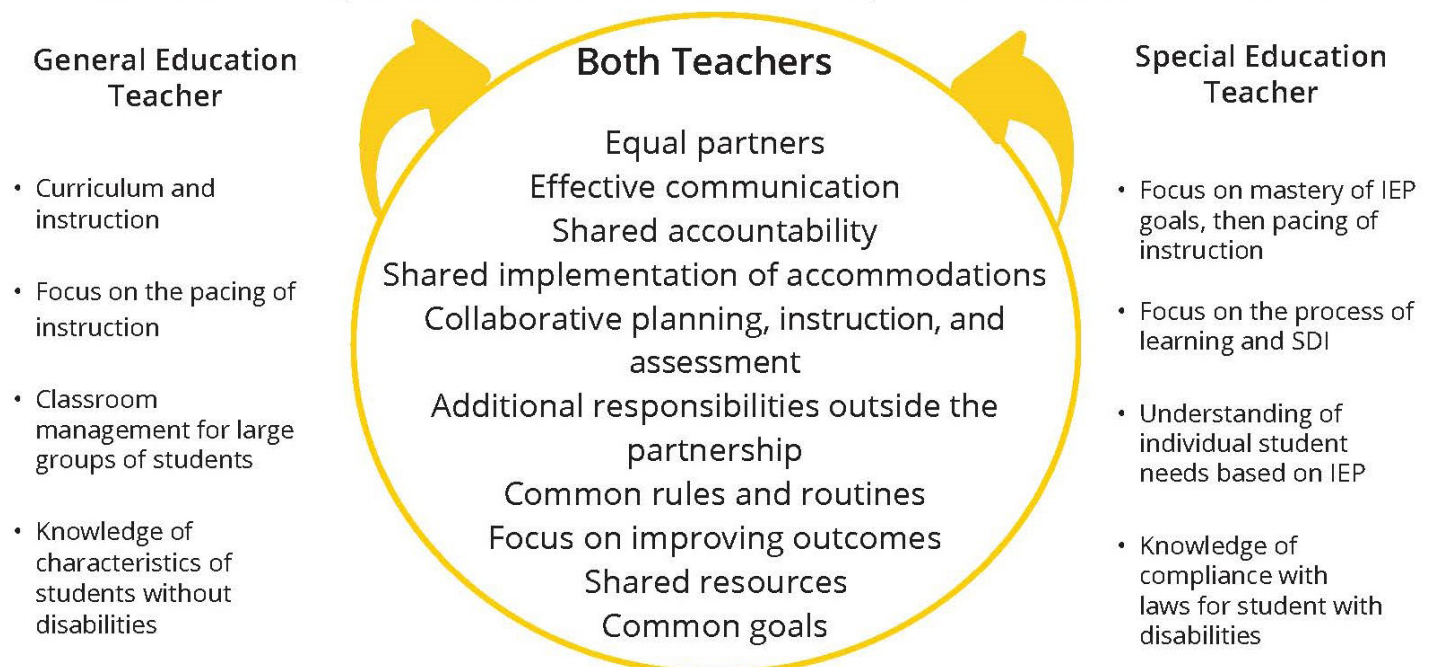 General Education
Teacher
• Curriculum and
instruction
• Focus on the pacing of
instruction
• Classroom
management for large
groups of students
• Knowledge of
characteristics of
students without
disabilities
Both Teachers
Equal partners
Effective communication
Shared accountability
Shared implementation of accommodations
Collaborative planning, instruction, and
assessment
Additional responsibilities outside the
partnership
Common rules and routines
Focus on improving outcomes
Shared resources
Common goals
Special Education
Teacher
• Focus on mastery of IEP
goals, then pacing of
instruction
• Focus on the process of
learning and SDI
• Understanding of
individual student
needs based on IEP
• Knowledge of
compliance with
laws for student with
disabilities